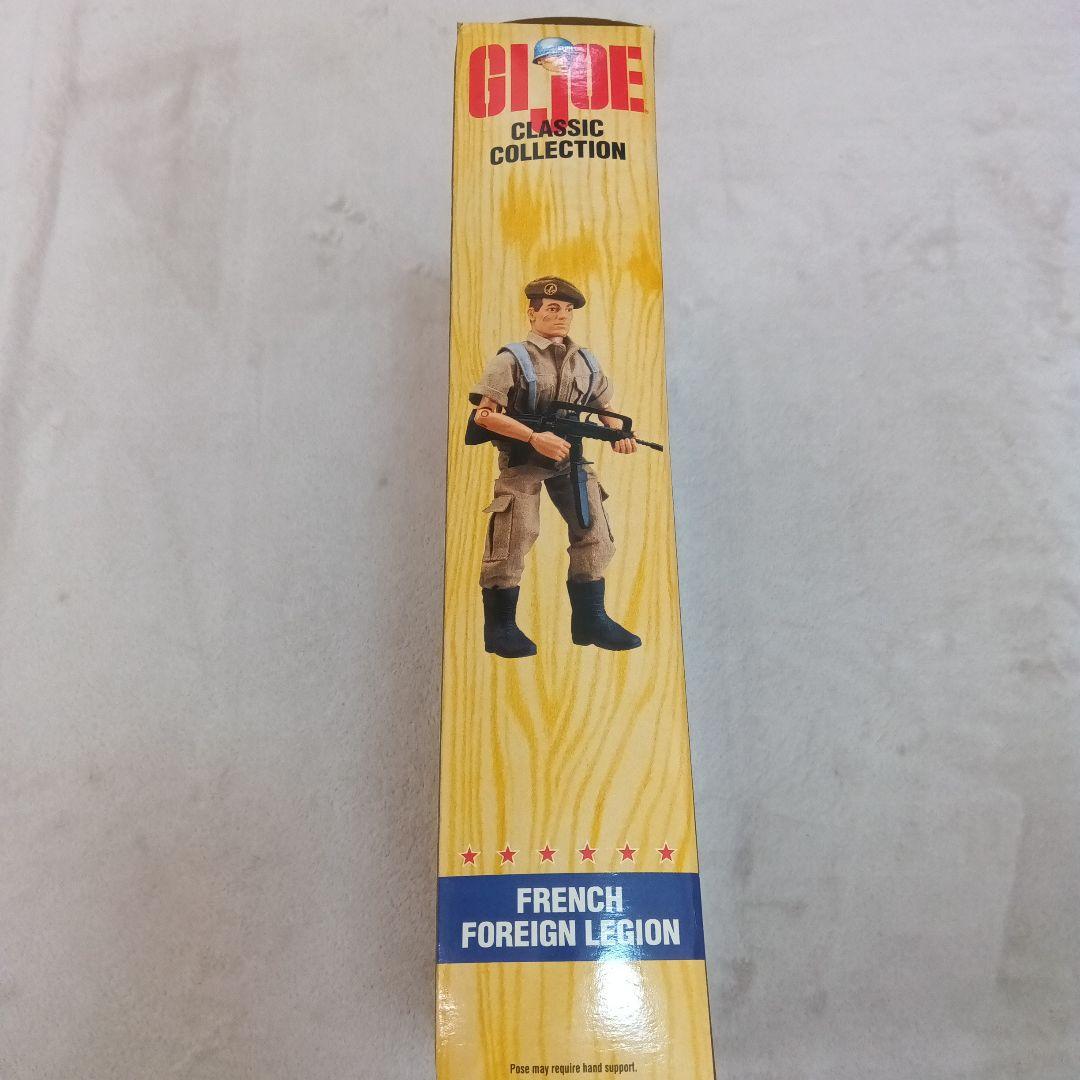 GI JOE
CLASSIC
COLLECTION
FRENCH
FOREIGN LEGION
Pose may require hand support.